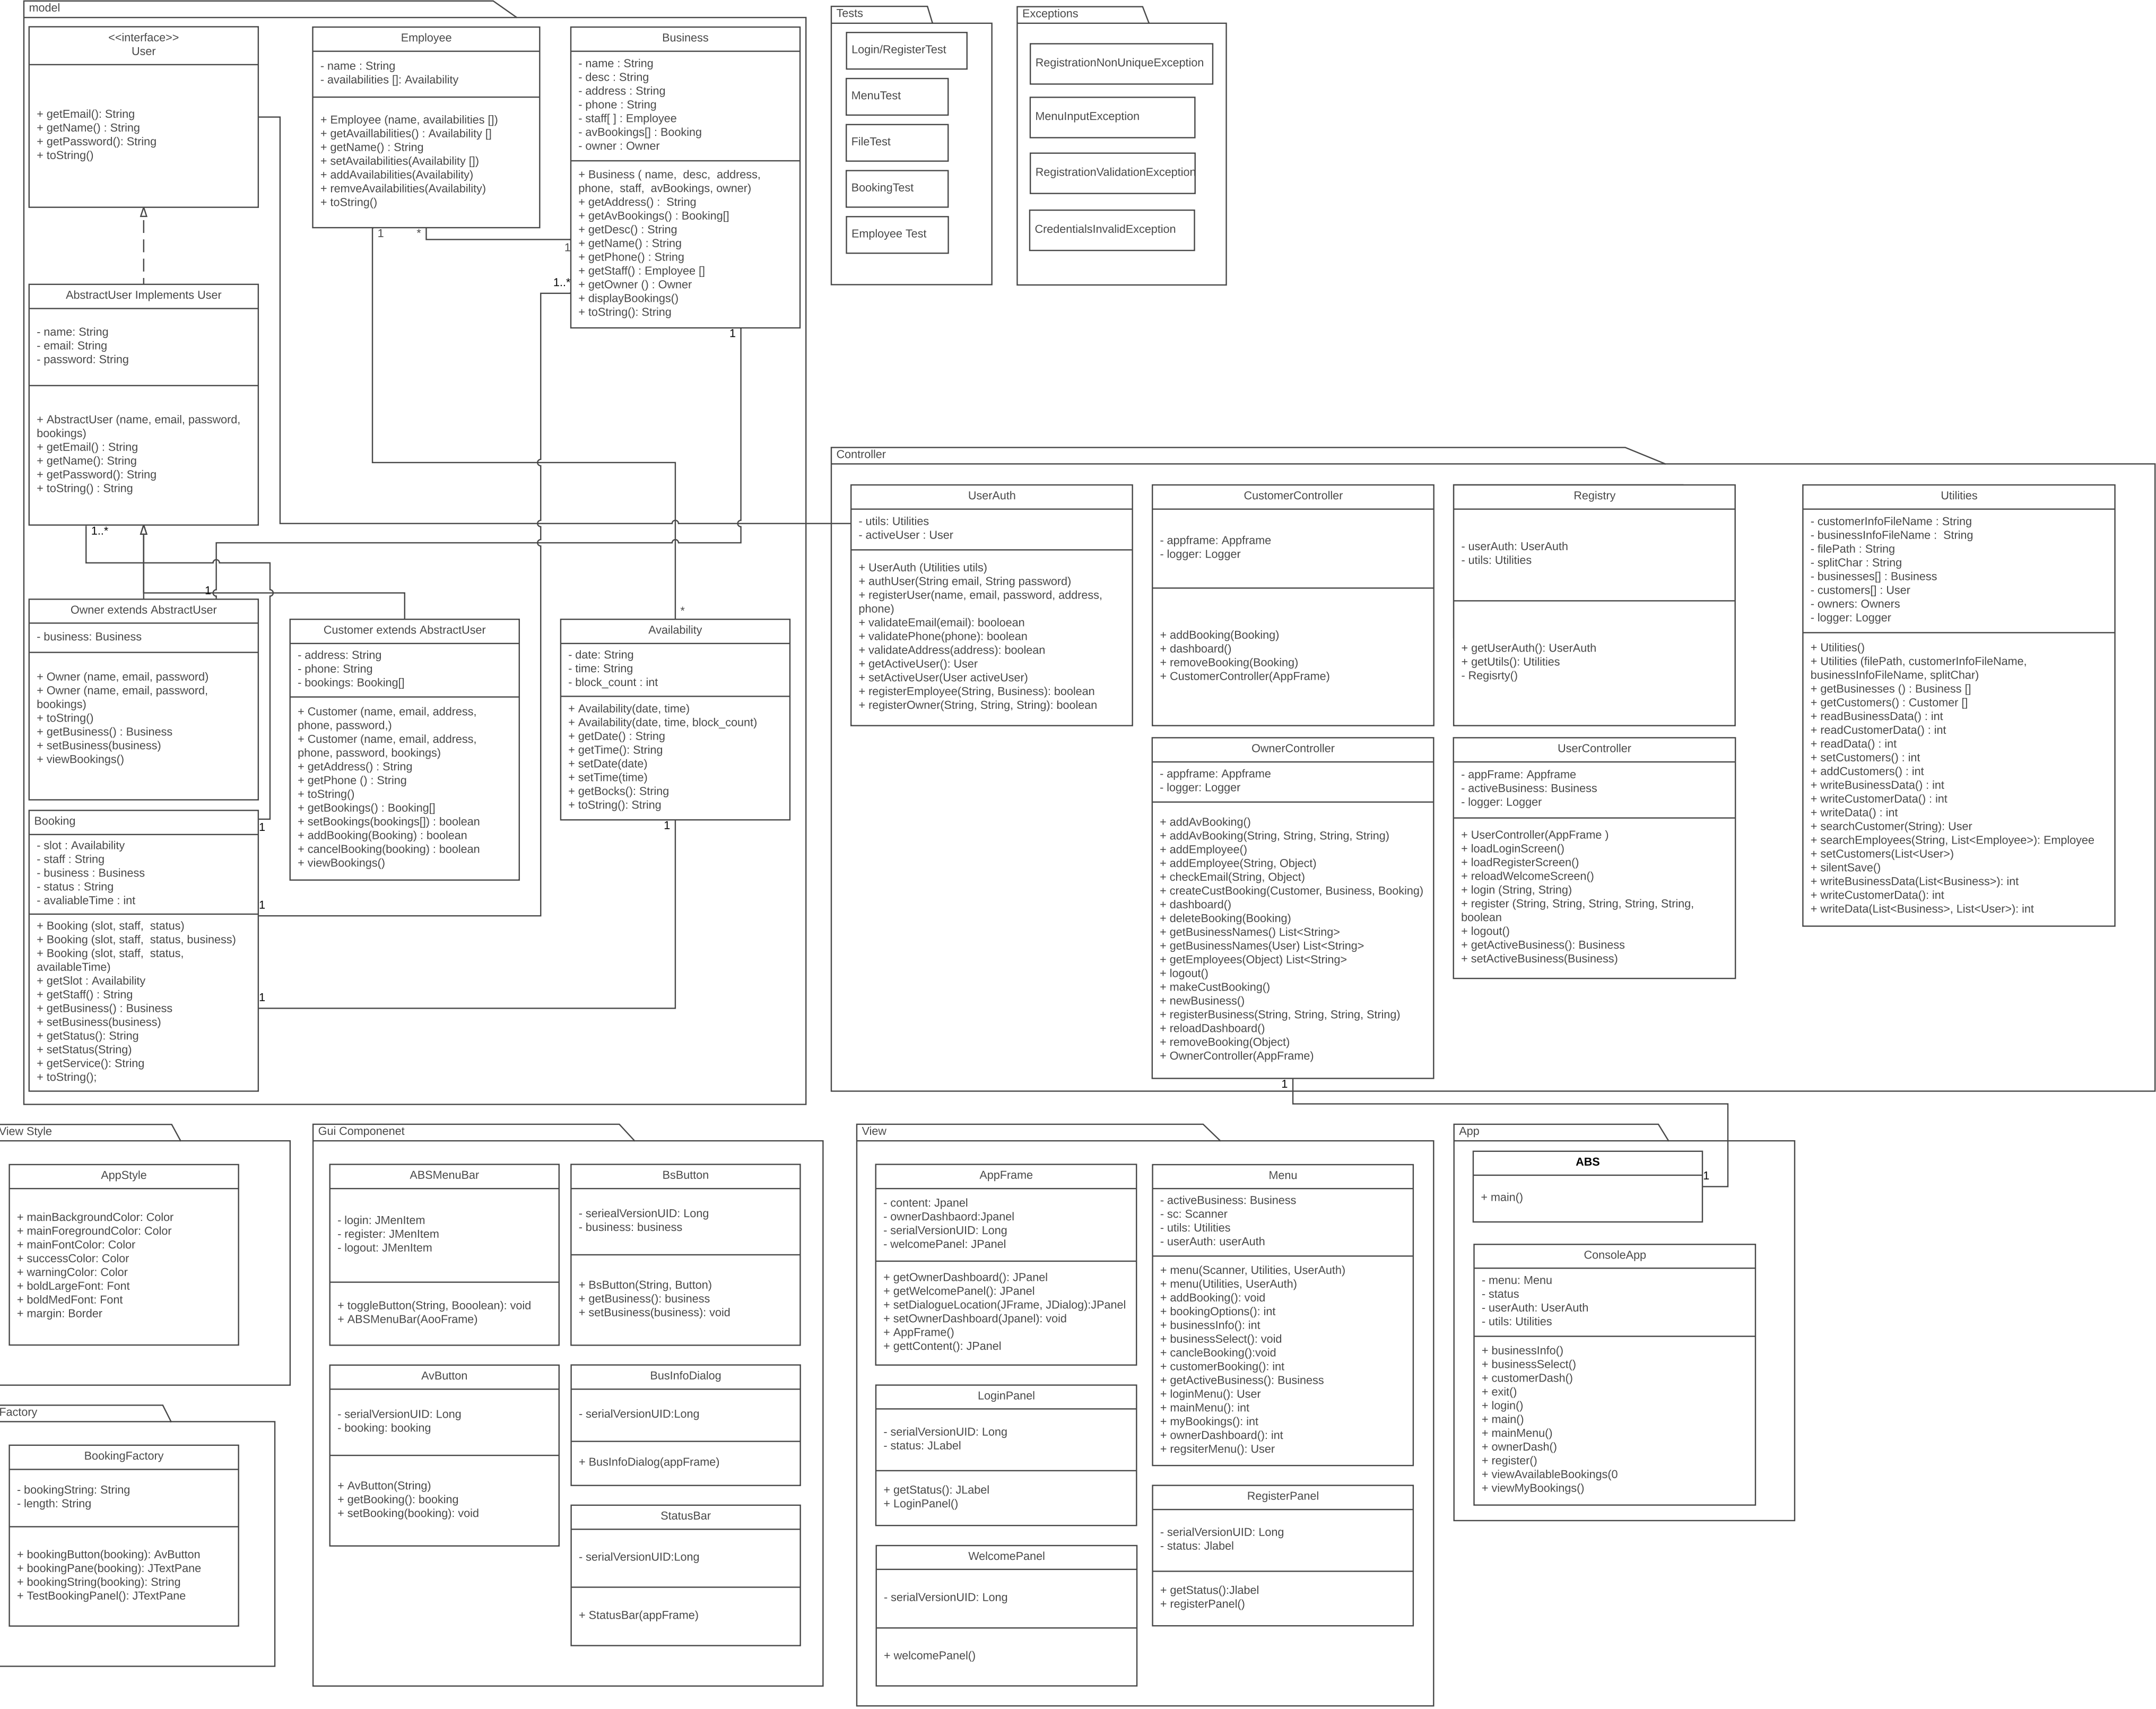 model
<<interface>>
User
+ getEmail(): String
+ getName() : String
+ getPassword(): String
+ toString()
Employee
- name : String
- availabilities []: Availability
+ Employee (name, availabilities [])
+ getAvaillabilities() : Availability []
+ getName() : String
+ setAvailabilities(Availability [])
+ addAvailabilities(Availability)
+ remveAvailabilities(Availability)
+ toString()
1
*
Business
- name : String
- desc : String
- address : String
- phone : String
- staff[ ] : Employee
- avBookings[] : Booking
- owner : Owner
+ Business ( name,  desc,  address,
phone,  staff,  avBookings, owner)
+ getAddress() :  String
+ getAvBookings() : Booking[]
+ getDesc() : String
+ getName() : String
+ getPhone() : String
+ getStaff() : Employee []
+ getOwner () : Owner
+ displayBookings()
+ toString(): String
1
1..*
1
AbstractUser Implements User
- name: String
- email: String
- password: String
+ AbstractUser (name, email, password,
bookings)
+ getEmail() : String
+ getName(): String
+ getPassword(): String
+ toString() : String
1..*
1
Owner extends AbstractUser
- business: Business
+ Owner (name, email, password)
+ Owner (name, email, password,
bookings)
+ toString()
+ getBusiness() : Business
+ setBusiness(business)
+ viewBookings()
Customer extends AbstractUser
- address: String
- phone: String
- bookings: Booking[]
+ Customer (name, email, address,
phone, password,)
+ Customer (name, email, address,
phone, password, bookings)
+ getAddress() : String
+ getPhone () : String
+ toString()
+ getBookings() : Booking[]
+ setBookings(bookings[]) : boolean
+ addBooking(Booking) : boolean
+ cancelBooking(booking) : boolean
+ viewBookings()
*
Availability
- date: String
- time: String
- block_count : int
+ Availability(date, time)
+ Availability(date, time, block_count)
+ getDate() : String
+ getTime(): String
+ setDate(date)
+ setTime(time)
+ getBocks(): String
+ toString(): String
1
Booking
- slot : Availability
- staff : String
- business : Business
- status : String
- avaliableTime : int
+ Booking (slot, staff,  status)
+ Booking (slot, staff,  status, business)
+ Booking (slot, staff,  status,
availableTime)
+ getSlot : Availability
+ getStaff() : String
+ getBusiness() : Business
+ setBusiness(business)
+ getStatus(): String
+ setStatus(String)
+ getService(): String
+ toString();
1
1
1
Tests
Login/RegisterTest
MenuTest
FileTest
BookingTest
Employee Test
Exceptions
RegistrationNonUniqueException
MenuInputException
RegistrationValidationException
CredentialsInvalidException
Controller
UserAuth
- utils: Utilities
- activeUser : User
+ UserAuth (Utilities utils)
+ authUser(String email, String password)
+ registerUser(name, email, password, address,
phone)
+ validateEmail(email): booloean
+ validatePhone(phone): boolean
+ validateAddress(address): boolean
+ getActiveUser(): User
+ setActiveUser(User activeUser)
+ registerEmployee(String, Business): boolean
+ registerOwner(String, String, String): boolean
CustomerController
- appframe: Appframe
- logger: Logger
+ addBooking(Booking)
+ dashboard()
+ removeBooking(Booking)
+ CustomerController(AppFrame)
Registry
- userAuth: UserAuth
- utils: Utilities
+ getUserAuth(): UserAuth
+ getUtils(): Utilities
- Regisrty()
Utilities
- customerInfoFileName : String
- businessInfoFileName :  String
- filePath : String
- splitChar : String
- businesses[] : Business
- customers[] : User
- owners: Owners
- logger: Logger
+ Utilities()
+ Utilities (filePath, customerInfoFileName,
businessInfoFileName, splitChar)
+ getBusinesses () : Business []
+ getCustomers() : Customer []
+ readBusinessData() : int
+ readCustomerData() : int
+ readData() : int
+ setCustomers() : int
+ addCustomers() : int
+ writeBusinessData() : int
+ writeCustomerData() : int
+ writeData() : int
+ searchCustomer(String): User
+ searchEmployees(String, List<Employee>): Employee
+ setCustomers(List<User>)
+ silentSave()
+ writeBusinessData(List<Business>): int
+ writeCustomerData(): int
+ writeData(List<Business>, List<User>): int
OwnerController
- appframe: Appframe
- logger: Logger
+ addAvBooking()
+ addAvBooking(String, String, String, String)
+ addEmployee()
+ addEmployee(String, Object)
+ checkEmail(String, Object)
+ createCustBooking(Customer, Business, Booking)
+ dashboard()
+ deleteBooking(Booking)
+ getBusinessNames() List<String>
+ getBusinessNames(User) List<String>
+ getEmployees(Object) List<String>
+ logout()
+ makeCustBooking()
+ newBusiness()
+ registerBusiness(String, String, String, String)
+ reloadDashboard()
+ removeBooking(Object)
+ OwnerController(AppFrame)
1
UserController
- appFrame: Appframe
- activeBusiness: Business
- logger: Logger
+ UserController(AppFrame )
+ loadLoginScreen()
+ loadRegisterScreen()
+ reloadWelcomeScreen()
+ login (String, String)
+ register (String, String, String, String, String,
boolean
+ logout()
+ getActiveBusiness(): Business
+ setActiveBusiness(Business)
View Style
AppStyle
+ mainBackgroundColor: Color
+ mainForegroundColor: Color
+ mainFontColor: Color
+ successColor: Color
+ warningColor: Color
+ boldLargeFont: Font
+ boldMedFont: Font
+ margin: Border
Factory
BookingFactory
- bookingString: String
- length: String
+ bookingButton(booking): AvButton
+ bookingPane(booking): JTextPane
+ bookingString(booking): String
+ TestBookingPanel(): JTextPane
Gui Componenet
ABSMenuBar
- login: JMenItem
- register: JMenItem
- logout: JMenItem
+ toggleButton(String, Booolean): void
+ ABSMenuBar(AooFrame)
BsButton
- seriealVersionUID: Long
- business: business
+ BsButton(String, Button)
+ getBusiness(): business
+ setBusiness(business): void
AvButton
- serialVersionUID: Long
- booking: booking
+ AvButton(String)
+ getBooking(): booking
+ setBooking(booking): void
BusInfoDialog
- serialVersionUID:Long
+ BusInfoDialog(appFrame)
StatusBar
- serialVersionUID:Long
+ StatusBar(appFrame)
View
AppFrame
- content: Jpanel
- ownerDashbaord:Jpanel
- serialVersionUID: Long
- welcomePanel: JPanel
+ getOwnerDashboard(): JPanel
+ getWelcomePanel(): JPanel
+ setDialogueLocation(JFrame, JDialog):JPanel
+ setOwnerDashboard(Jpanel): void
+ AppFrame()
+ gettContent(): JPanel
LoginPanel
- serialVersionUID: Long
- status: JLabel
+ getStatus(): JLabel
+ LoginPanel()
WelcomePanel
- serialVersionUID: Long
+ welcomePanel()
Menu
- activeBusiness: Business
- sc: Scanner
- utils: Utilities
- userAuth: userAuth
+ menu(Scanner, Utilities, UserAuth)
+ menu(Utilities, UserAuth)
+ addBooking(): void
+ bookingOptions(): int
+ businessInfo(): int
+ businessSelect(): void
+ cancleBooking():void
+ customerBooking(): int
+ getActiveBusiness(): Business
+ loginMenu(): User
+ mainMenu(): int
+ myBookings(): int
+ ownerDashboard(): int
+ regsiterMenu(): User
RegisterPanel
- serialVersionUID: Long
- status: Jlabel
+ getStatus():Jlabel
+ registerPanel()
App
ABS
+ main()
1
ConsoleApp
- menu: Menu
- status
- userAuth: UserAuth
- utils: Utilities
+ businessInfo()
+ businessSelect()
+ customerDash()
+ exit()
+ login()
+ main()
+ mainMenu()
+ ownerDash()
+ register()
+ viewAvailableBookings(0
+ viewMyBookings()